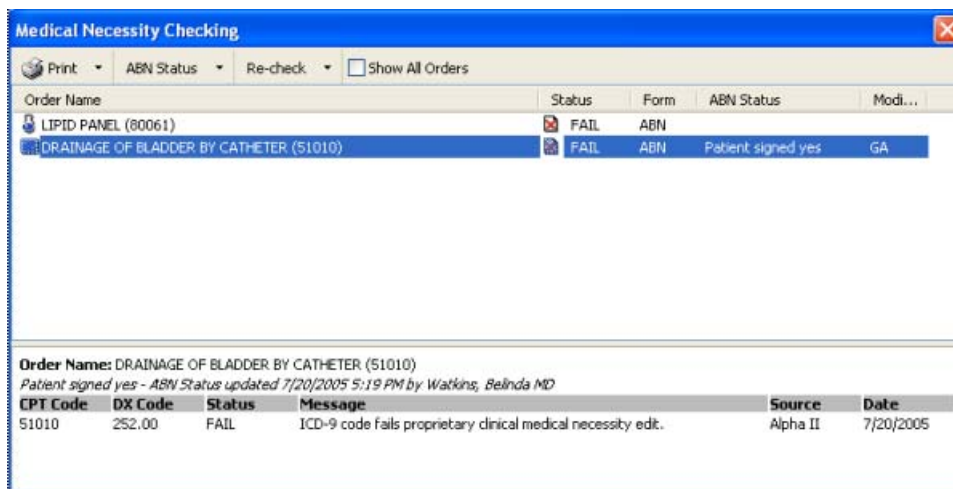 Medical Necessity Checking
Print ABN Status Re-check Show All Orders
Order Name Status Form ABN Status Modi...
LIPID PANEL (80061) FAIL ABN
DRAINAGE OF BLADDER BY CATHETER (51010) FAIL ABN Patient signed yes GA
Order Name: DRAINAGE OF BLADDER BY CATHETER (51010)
Patient signed yes - ABN Status updated 7/20/2005 5:19 PM by Watkins, Belinda MD
CPT Code DX Code Status Message Source Date
51010 252.00 FAIL ICD-9 code fails proprietary clinical medical necessity edit. Alpha II 7/20/2005